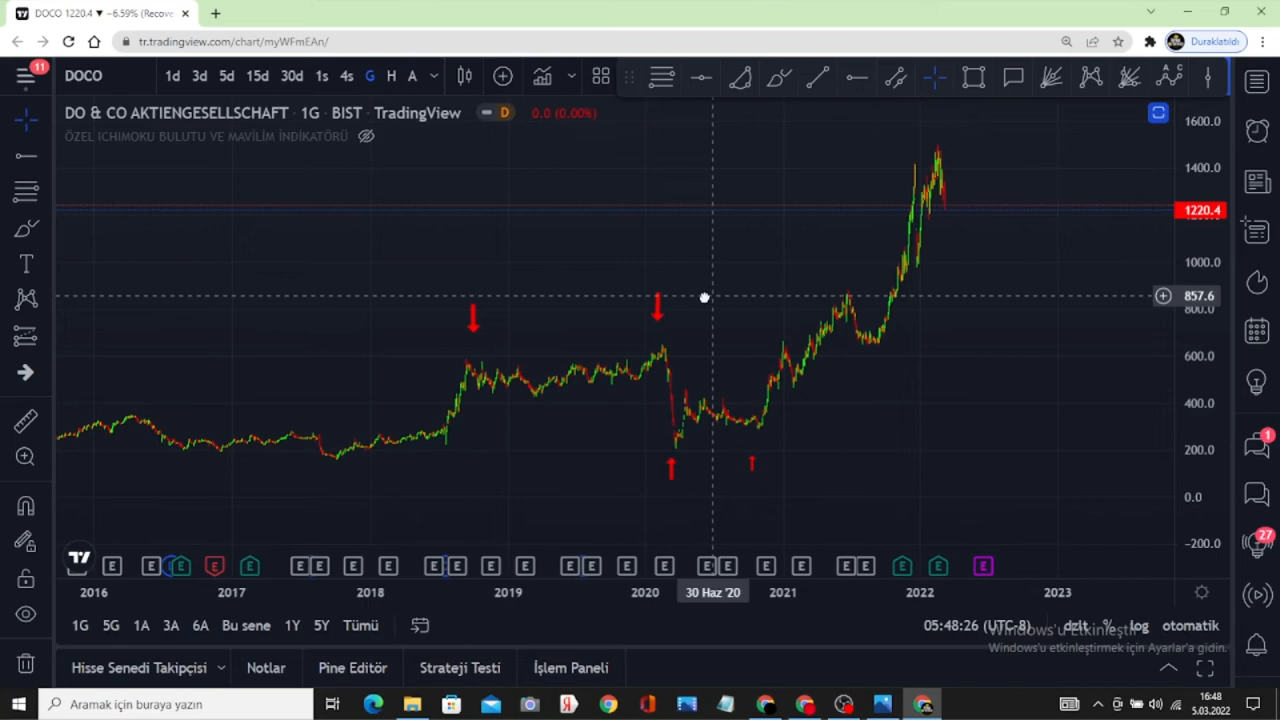 DOCO 1220.4 ▼ −6.59% (Recove
tr.tradingview.com/chart/myWFmEAn/
Duraklatıldı
11
DOCO
1d 3d 5d 15d 30d 1s 4s G H A
DO & CO AKTIENGESELLSCHAFT · 1G · BIST · TradingView
D
0.0 (0.00%)
ÖZEL ICHIMOKU BULUTU VE MAVİLİM İNDİKATÖRÜ
1600.0
1400.0
1220.4
1000.0
857.6
800.0
600.0
400.0
200.0
0.0
−200.0
1
27
E E E E E E E E E E E E E E E E E E E E E E E E E E E E
2016 2017 2018 2019 2020 30 Haz '20 2021 2022 2023
1G 5G 1A 3A 6A Bu sene 1Y 5Y Tümü
05:48:26 (UTC-8) dzlt % log otomatik
Windows'u Etkinleştir
Windows'u etkinleştirmek için Ayarlar'a gidin.
Hisse Senedi Takipçisi Notlar Pine Editör Strateji Testi İşlem Paneli
Aramak için buraya yazın
16:48
5.03.2022